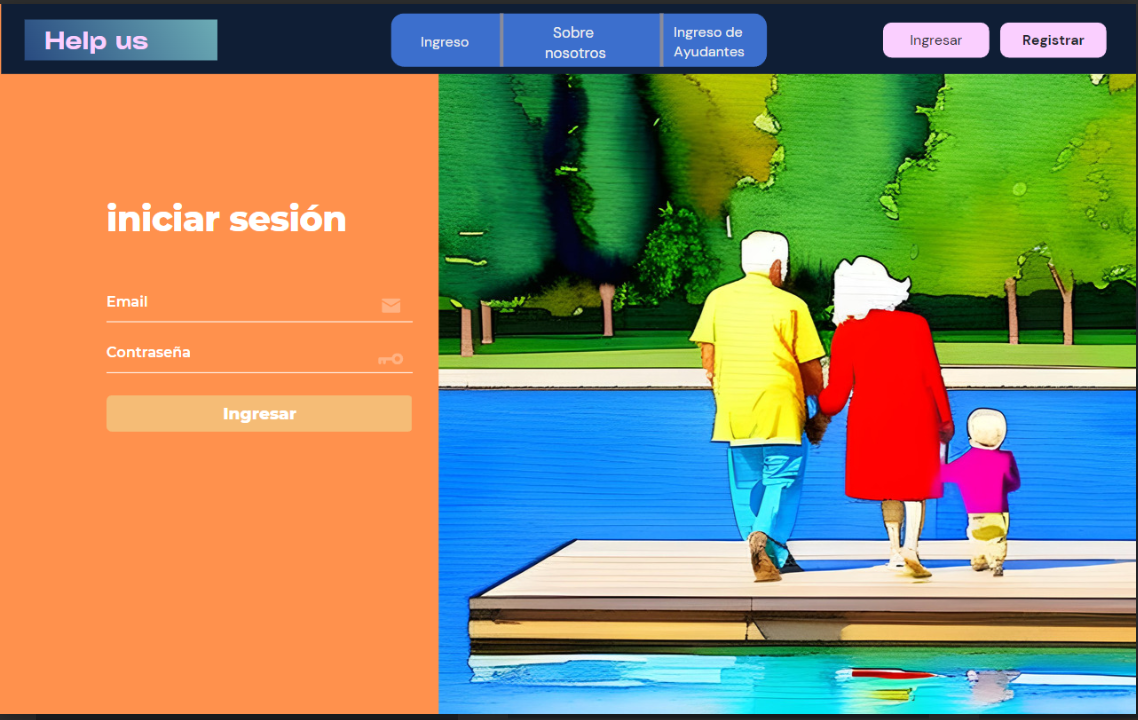 Help us
Ingreso
Sobre
nosotros
Ingreso de
Ayudantes
Ingresar
Registrar
iniciar sesión
Email
Contraseña
Ingresar